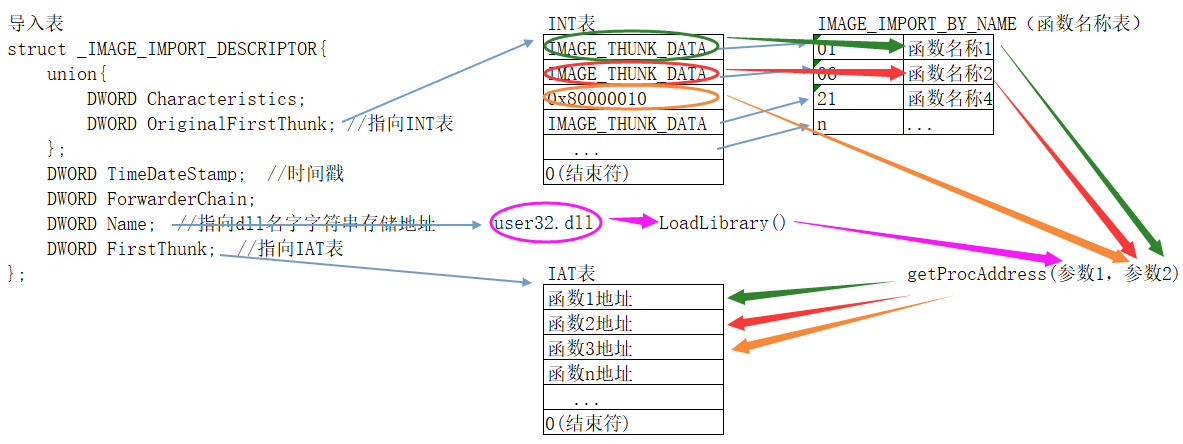 导入表
struct _IMAGE_IMPORT_DESCRIPTOR{
union{
DWORD Characteristics;
DWORD OriginalFirstThunk; //指向INT表
};
DWORD TimeDateStamp; //时间戳
DWORD ForwarderChain;
DWORD Name; //指向dll名字字符串存储地址
DWORD FirstThunk; //指向IAT表
};
INT表
IMAGE_THUNK_DATA
IMAGE_THUNK_DATA
0x80000010
IMAGE_THUNK_DATA
...
0(结束符)
IMAGE_IMPORT_BY_NAME（函数名称表）
01 函数名称1
08 函数名称2
21 函数名称4
n ...
user32.dll
LoadLibrary()
getProcAddress(参数1, 参数2)
IAT表
函数1地址
函数2地址
函数3地址
函数n地址
...
0(结束符)